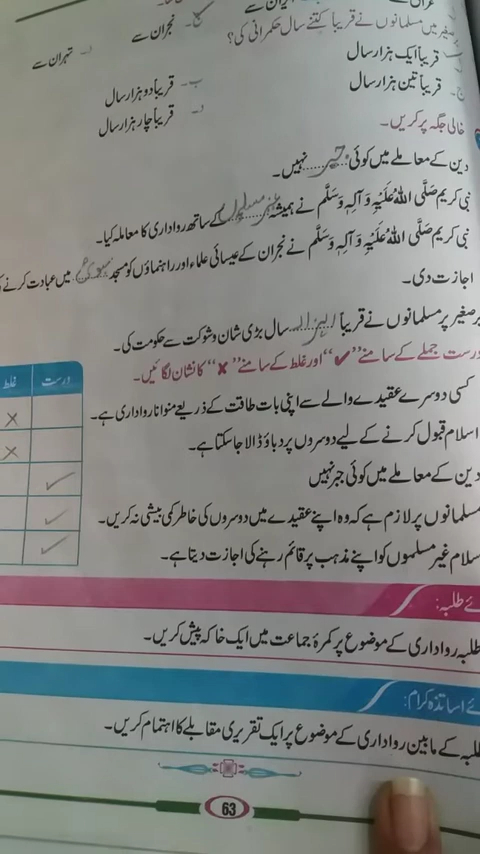 نجران سے
برصغیر میں مسلمانوں نے قریباً کتنے سال حکمرانی کی؟
د۔ تہران سے
قریباً ایک ہزار سال
ب۔ قریباً دو ہزار سال
ج۔ قریباً تین ہزار سال
د۔ قریباً چار ہزار سال
خالی جگہ پر کریں۔
دین کے معاملے میں کوئی جبر نہیں۔
نبی کریم صَلَّى اللهُ عَلَيْهِ وَآلِهٖ وَسَلَّم نے ہمیشہ غیر مسلموں کے ساتھ رواداری کا معاملہ کیا۔
نبی کریم صَلَّى اللهُ عَلَيْهِ وَآلِهٖ وَسَلَّم نے نجران کے عیسائی علماء اور راہنماؤں کو مسجد نبوی میں عبادت کرنے کی
اجازت دی۔
برصغیر پر مسلمانوں نے قریباً ہزار سال بڑی شان و شوکت سے حکومت کی۔
درست جملے کے سامنے "✓" اور غلط کے سامنے "✗" کا نشان لگائیں۔
درست غلط
کسی دوسرے عقیدے والے سے اپنی بات طاقت کے ذریعے منوانا رواداری ہے۔ ✗
اسلام قبول کرنے کے لیے دوسروں پر دباؤ ڈالا جاسکتا ہے۔ ✗
دین کے معاملے میں کوئی جبر نہیں ✓
مسلمانوں پر لازم ہے کہ وہ اپنے عقیدے میں دوسروں کی خاطر کمی بیشی نہ کریں۔ ✓
سلام غیر مسلموں کو اپنے مذہب پر قائم رہنے کی اجازت دیتا ہے۔ ✓
ئے طلبہ:
طلبہ رواداری کے موضوع پر کمرۂ جماعت میں ایک خاکہ پیش کریں۔
ئے اساتذہ کرام:
طلبہ کے مابین رواداری کے موضوع پر ایک تقریری مقابلے کا اہتمام کریں۔
63